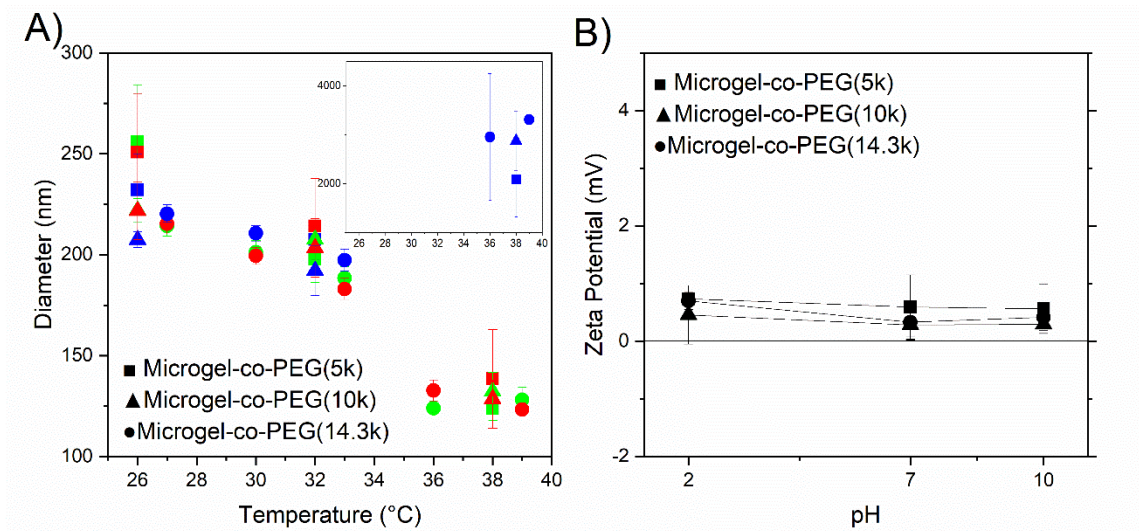 A)
300
250
200
150
100
Diameter (nm)
26 28 30 32 34 36 38 40
Temperature (°C)
Microgel-co-PEG(5k)
Microgel-co-PEG(10k)
Microgel-co-PEG(14.3k)
4000
2000
26 28 30 32 34 36 38 40
B)
4
2
0
-2
Zeta Potential (mV)
Microgel-co-PEG(5k)
Microgel-co-PEG(10k)
Microgel-co-PEG(14.3k)
2 7 10
pH